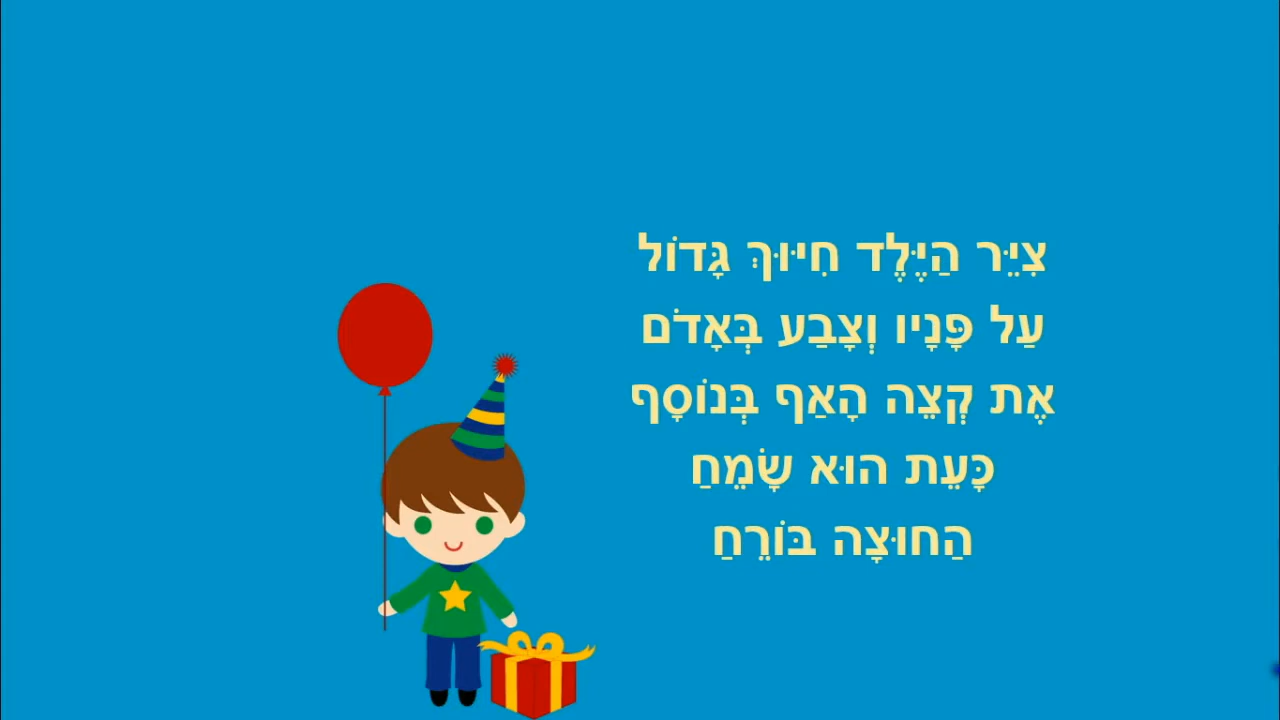 צִיֵּר הַיֶּלֶד חִיּוּךְ גָּדוֹל
עַל פָּנָיו וְצָבַע בְּאָדֹם
אֶת קְצֵה הָאַף בְּנוֹסָף
כָּעֵת הוּא שָׂמֵחַ
הַחוּצָה בּוֹרֵחַ